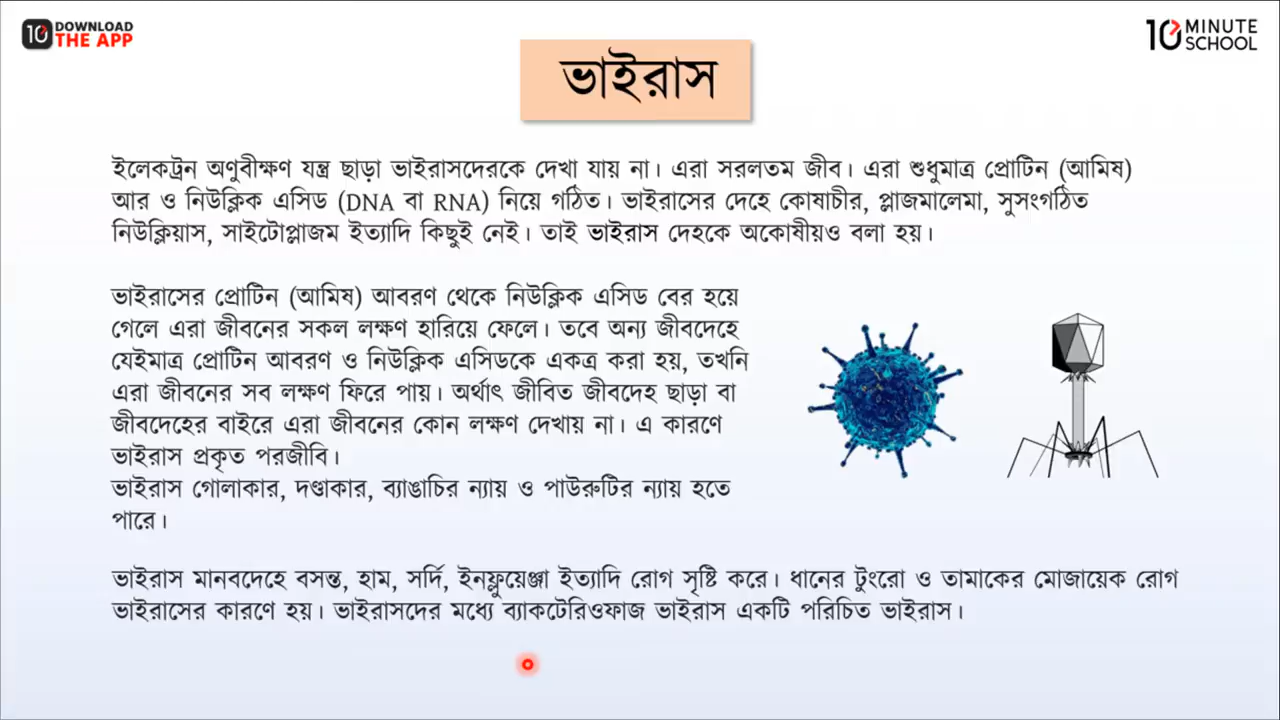 10 DOWNLOAD THE APP
10 MINUTE SCHOOL
ভাইরাস
ইলেকট্রন অণুবীক্ষণ যন্ত্র ছাড়া ভাইরাসদেরকে দেখা যায় না। এরা সরলতম জীব। এরা শুধুমাত্র প্রোটিন (আমিষ)
আর ও নিউক্লিক এসিড (DNA বা RNA) নিয়ে গঠিত। ভাইরাসের দেহে কোষাচীর, প্লাজমালেমা, সুসংগঠিত
নিউক্লিয়াস, সাইটোপ্লাজম ইত্যাদি কিছুই নেই। তাই ভাইরাস দেহকে অকোষীয়ও বলা হয়।
ভাইরাসের প্রোটিন (আমিষ) আবরণ থেকে নিউক্লিক এসিড বের হয়ে
গেলে এরা জীবনের সকল লক্ষণ হারিয়ে ফেলে। তবে অন্য জীবদেহে
যেইমাত্র প্রোটিন আবরণ ও নিউক্লিক এসিডকে একত্র করা হয়, তখনি
এরা জীবনের সব লক্ষণ ফিরে পায়। অর্থাৎ জীবিত জীবদেহ ছাড়া বা
জীবদেহের বাইরে এরা জীবনের কোন লক্ষণ দেখায় না। এ কারণে
ভাইরাস প্রকৃত পরজীবি।
ভাইরাস গোলাকার, দণ্ডাকার, ব্যাঙাচির ন্যায় ও পাউরুটির ন্যায় হতে
পারে।
ভাইরাস মানবদেহে বসন্ত, হাম, সর্দি, ইনফ্লুয়েঞ্জা ইত্যাদি রোগ সৃষ্টি করে। ধানের টুংরো ও তামাকের মোজায়েক রোগ
ভাইরাসের কারণে হয়। ভাইরাসদের মধ্যে ব্যাকটেরিওফাজ ভাইরাস একটি পরিচিত ভাইরাস।